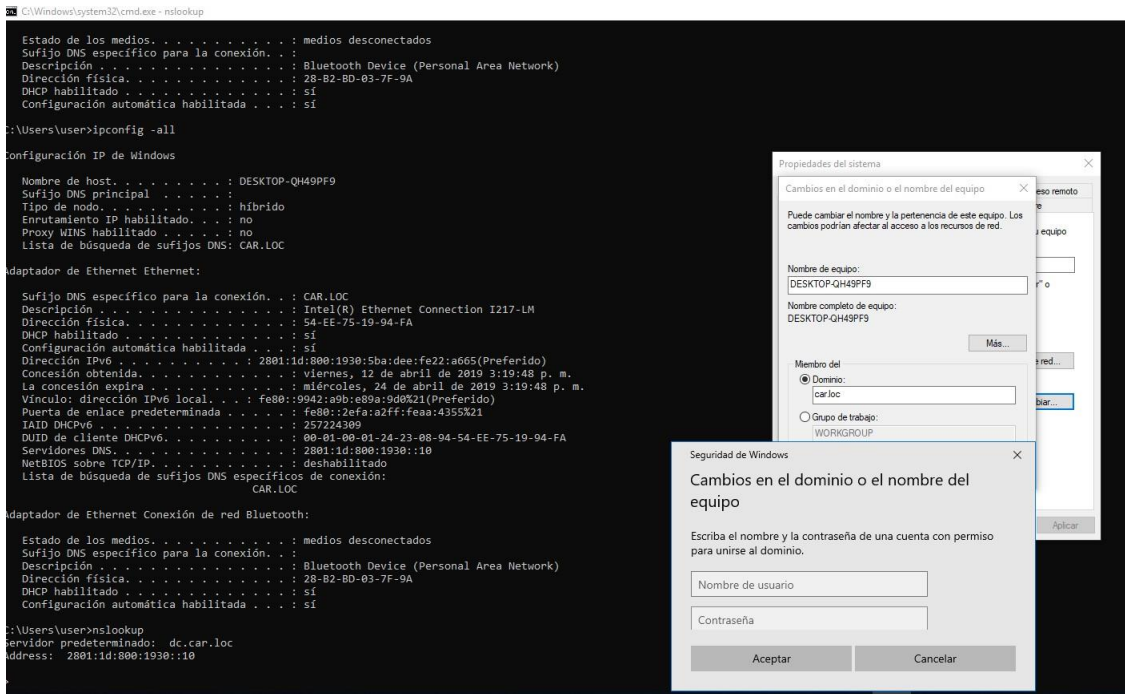 C:\Windows\system32\cmd.exe - nslookup
Estado de los medios. . . . . . . . . . . : medios desconectados
Sufijo DNS específico para la conexión. . :
Descripción . . . . . . . . . . . . . . . : Bluetooth Device (Personal Area Network)
Dirección física. . . . . . . . . . . . . : 28-B2-BD-03-7F-9A
DHCP habilitado . . . . . . . . . . . . . : sí
Configuración automática habilitada . . . : sí
C:\Users\user>ipconfig -all
Configuración IP de Windows
Nombre de host. . . . . . . . . : DESKTOP-QH49PF9
Sufijo DNS principal . . . . . :
Tipo de nodo. . . . . . . . . . : híbrido
Enrutamiento IP habilitado. . . : no
Proxy WINS habilitado . . . . . : no
Lista de búsqueda de sufijos DNS: CAR.LOC
Adaptador de Ethernet Ethernet:
Sufijo DNS específico para la conexión. . : CAR.LOC
Descripción . . . . . . . . . . . . . . . : Intel(R) Ethernet Connection I217-LM
Dirección física. . . . . . . . . . . . . : 54-EE-75-19-94-FA
DHCP habilitado . . . . . . . . . . . . . : sí
Configuración automática habilitada . . . : sí
Dirección IPv6 . . . . . . . . . . : 2801:1d:800:1930:5ba:dee:fe22:a665(Preferido)
Concesión obtenida. . . . . . . . . . . . : viernes, 12 de abril de 2019 3:19:48 p. m.
La concesión expira . . . . . . . . . . . : miércoles, 24 de abril de 2019 3:19:48 p. m.
Vínculo: dirección IPv6 local. . . : fe80::9942:a9b:e89a:9d0%21(Preferido)
Puerta de enlace predeterminada . . . . . : fe80::2efa:a2ff:feaa:4355%21
IAID DHCPv6 . . . . . . . . . . . . . . . : 257224309
DUID de cliente DHCPv6. . . . . . . . . . : 00-01-00-01-24-23-08-94-54-EE-75-19-94-FA
Servidores DNS. . . . . . . . . . . . . . : 2801:1d:800:1930::10
NetBIOS sobre TCP/IP. . . . . . . . . . . : deshabilitado
Lista de búsqueda de sufijos DNS específicos de conexión:
CAR.LOC
Adaptador de Ethernet Conexión de red Bluetooth:
Estado de los medios. . . . . . . . . . . : medios desconectados
Sufijo DNS específico para la conexión. . :
Descripción . . . . . . . . . . . . . . . : Bluetooth Device (Personal Area Network)
Dirección física. . . . . . . . . . . . . : 28-B2-BD-03-7F-9A
DHCP habilitado . . . . . . . . . . . . . : sí
Configuración automática habilitada . . . : sí
C:\Users\user>nslookup
Servidor predeterminado: dc.car.loc
Address: 2801:1d:800:1930::10
>
Propiedades del sistema
eso remoto
re
u equipo
r" o
e red...
biar...
Aplicar
Cambios en el dominio o el nombre del equipo
Puede cambiar el nombre y la pertenencia de este equipo. Los
cambios podrían afectar al acceso a los recursos de red.
Nombre de equipo:
DESKTOP-QH49PF9
Nombre completo de equipo:
DESKTOP-QH49PF9
Más...
Miembro del
Dominio:
car.loc
Grupo de trabajo:
WORKGROUP
Seguridad de Windows
Cambios en el dominio o el nombre del
equipo
Escriba el nombre y la contraseña de una cuenta con permiso
para unirse al dominio.
Nombre de usuario
Contraseña
Aceptar
Cancelar